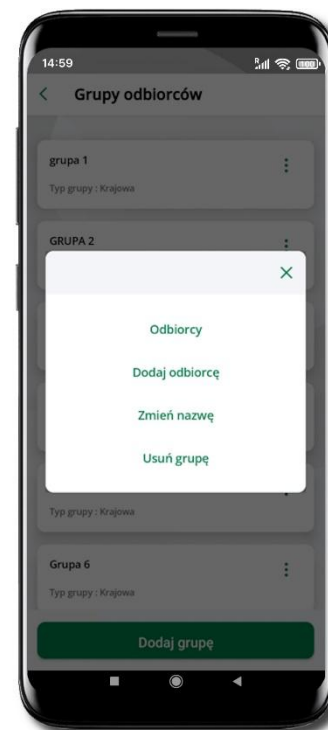 14:59
Grupy odbiorców
grupa 1
Typ grupy : Krajowa
GRUPA 2
Odbiorcy
Dodaj odbiorcę
Zmień nazwę
Usuń grupę
Typ grupy : Krajowa
Grupa 6
Typ grupy : Krajowa
Dodaj grupę